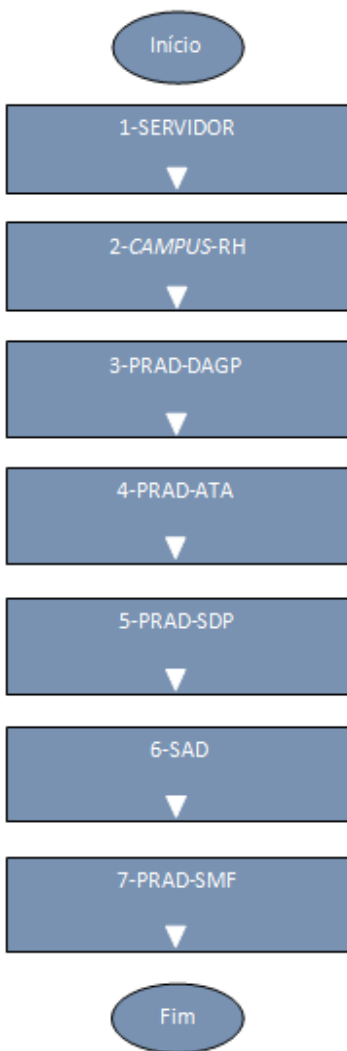 Início
1-SERVIDOR
2-CAMPUS-RH
3-PRAD-DAGP
4-PRAD-ATA
5-PRAD-SDP
6-SAD
7-PRAD-SMF
Fim